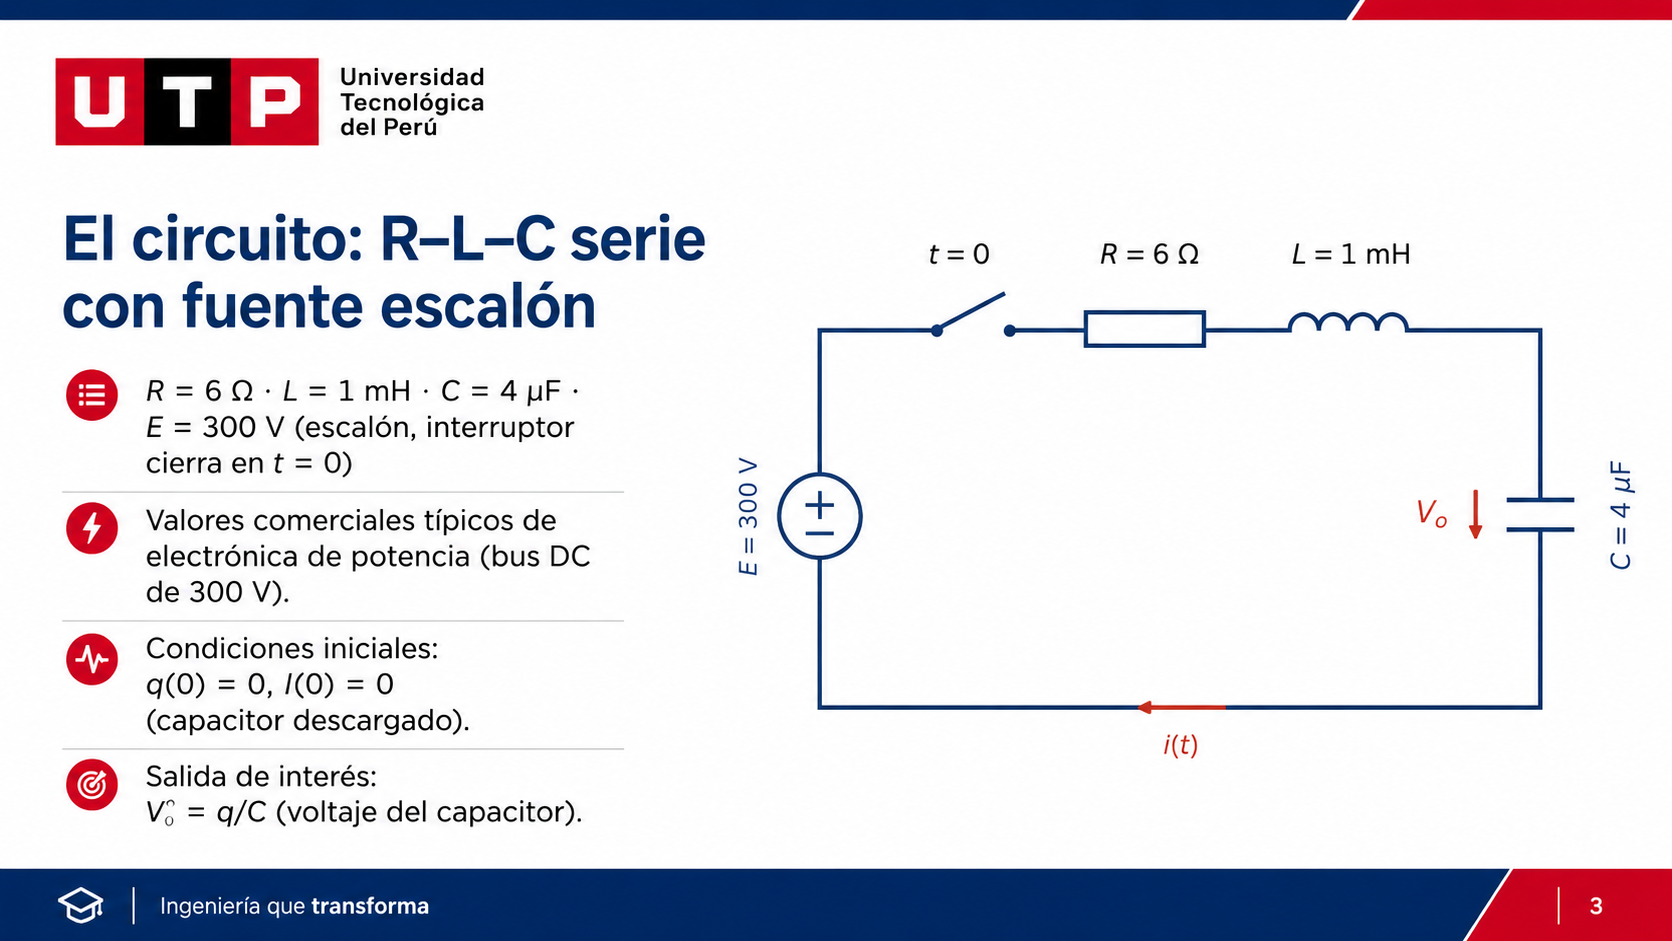 UTP
Universidad
Tecnológica
del Perú
El circuito: R–L–C serie
con fuente escalón
R = 6 Ω · L = 1 mH · C = 4 µF ·
E = 300 V (escalón, interruptor
cierra en t = 0)
Valores comerciales típicos de
electrónica de potencia (bus DC
de 300 V).
Condiciones iniciales:
q(0) = 0, I(0) = 0
(capacitor descargado).
Salida de interés:
Vₒ = q/C (voltaje del capacitor).
t = 0
R = 6 Ω
L = 1 mH
E = 300 V
+
−
Vₒ
C = 4 µF
i(t)
Ingeniería que transforma
3